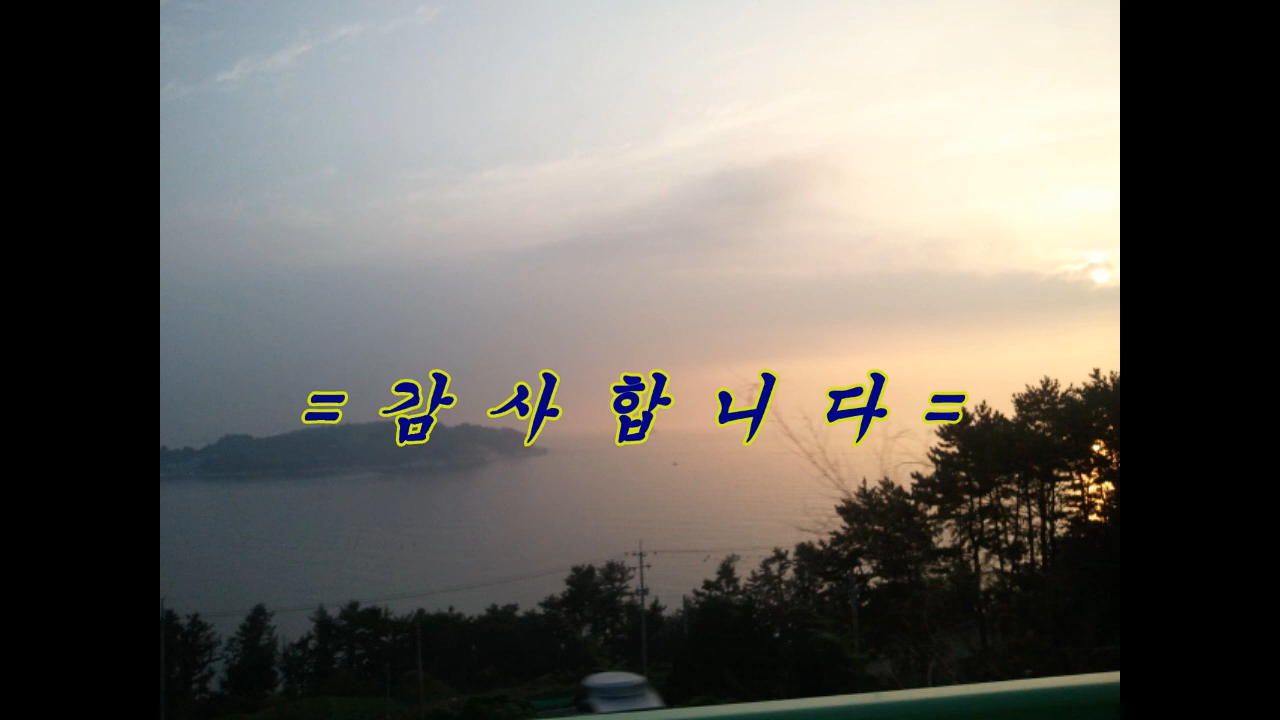 = 감 사 합 니 다 =